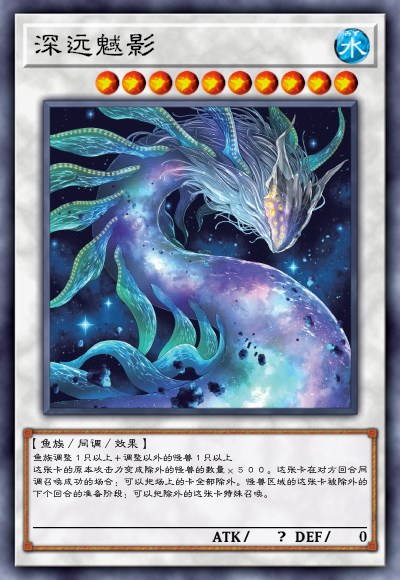 深远魆影
水
【鱼族／同调／效果】
鱼族调整１只以上＋调整以外的怪兽１只以上
这张卡的原本攻击力变成除外的怪兽的数量×５００。这张卡在对方回合同
调召唤成功的场合；可以把场上的卡全部除外。怪兽区域的这张卡被除外的
下个回合的准备阶段；可以把除外的这张卡特殊召唤。
ATK/ ? DEF/ 0